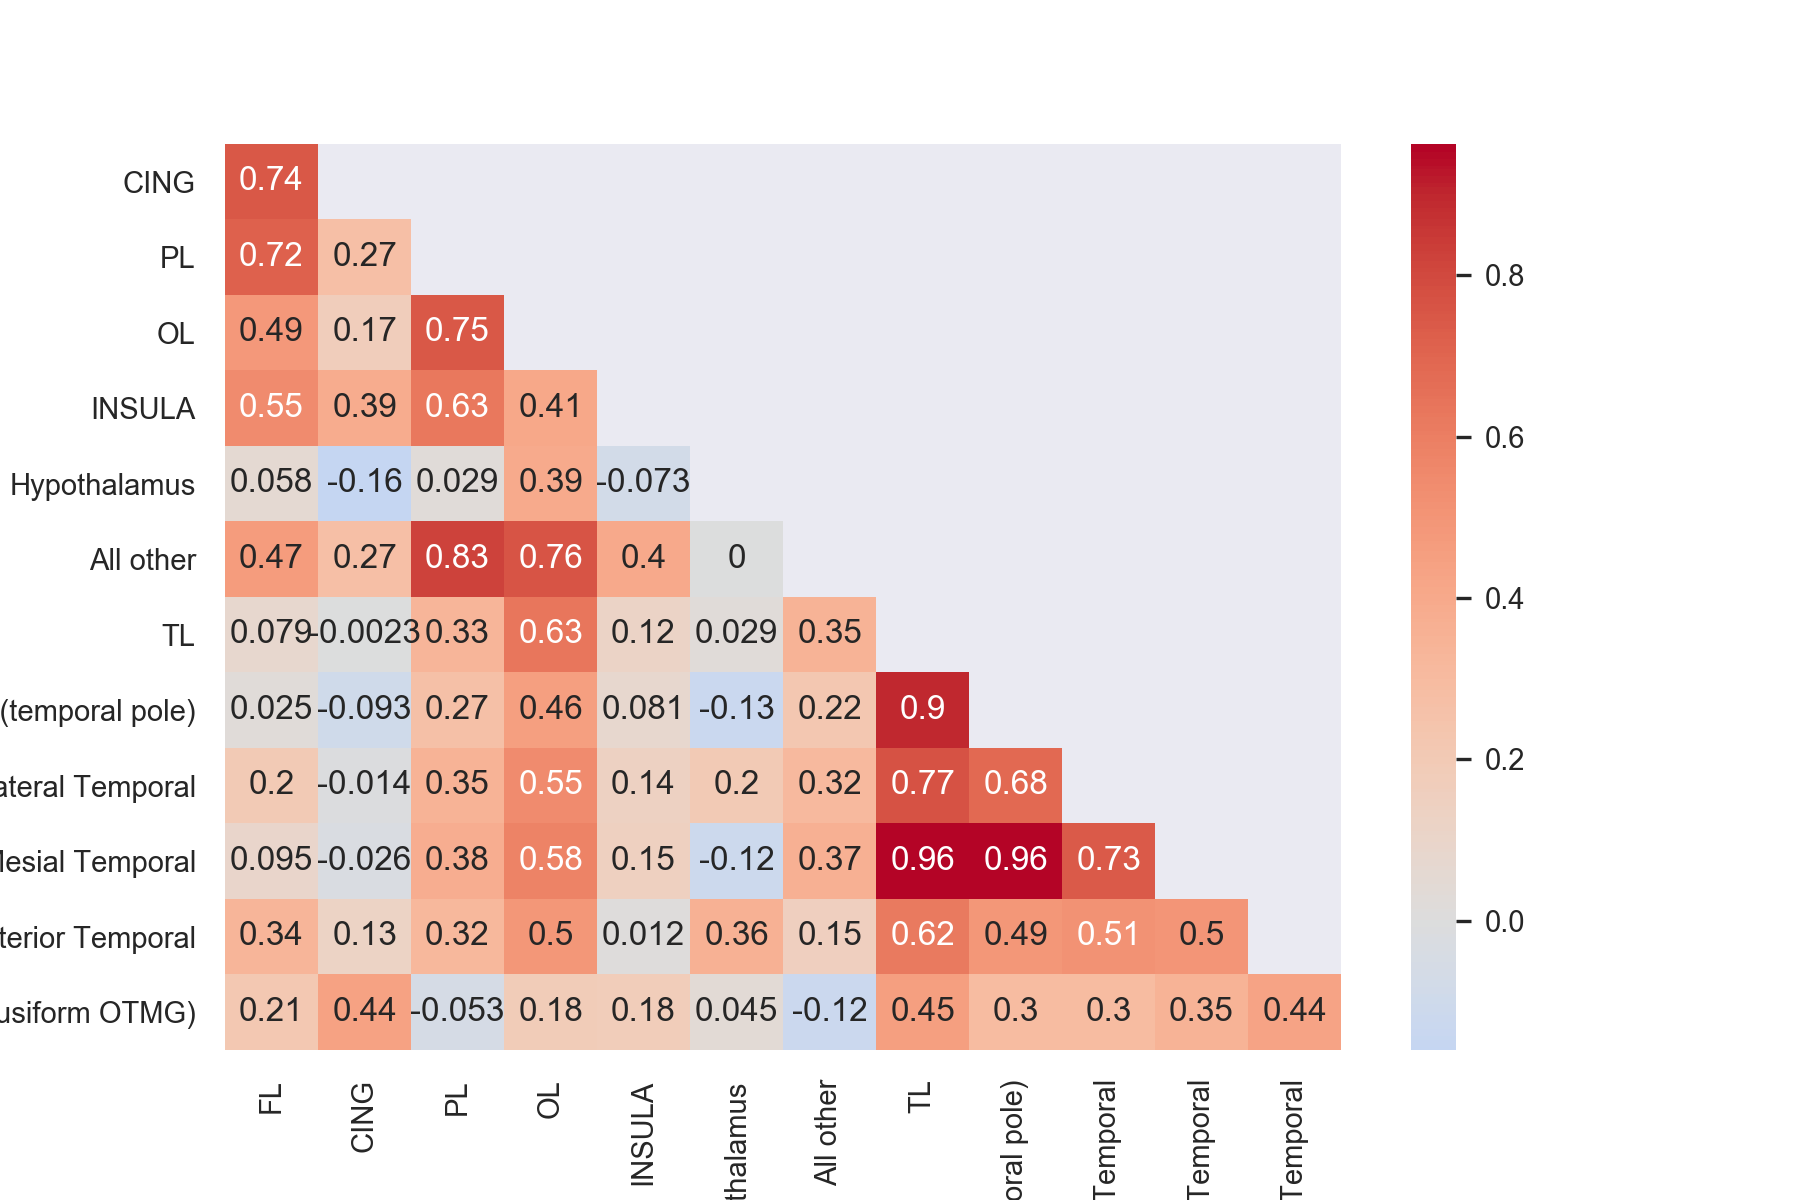 CING 0.74
PL 0.72 0.27
OL 0.49 0.17 0.75
INSULA 0.55 0.39 0.63 0.41
Hypothalamus 0.058 -0.16 0.029 0.39 -0.073
All other 0.47 0.27 0.83 0.76 0.4 0
TL 0.079 -0.0023 0.33 0.63 0.12 0.029 0.35
(temporal pole) 0.025 -0.093 0.27 0.46 0.081 -0.13 0.22 0.9
ateral Temporal 0.2 -0.014 0.35 0.55 0.14 0.2 0.32 0.77 0.68
esial Temporal 0.095 -0.026 0.38 0.58 0.15 -0.12 0.37 0.96 0.96 0.73
terior Temporal 0.34 0.13 0.32 0.5 0.012 0.36 0.15 0.62 0.49 0.51 0.5
usiform OTMG) 0.21 0.44 -0.053 0.18 0.18 0.045 -0.12 0.45 0.3 0.3 0.35 0.44
FL
CING
PL
OL
INSULA
thalamus
All other
TL
oral pole)
Temporal
Temporal
Temporal
0.8
0.6
0.4
0.2
0.0